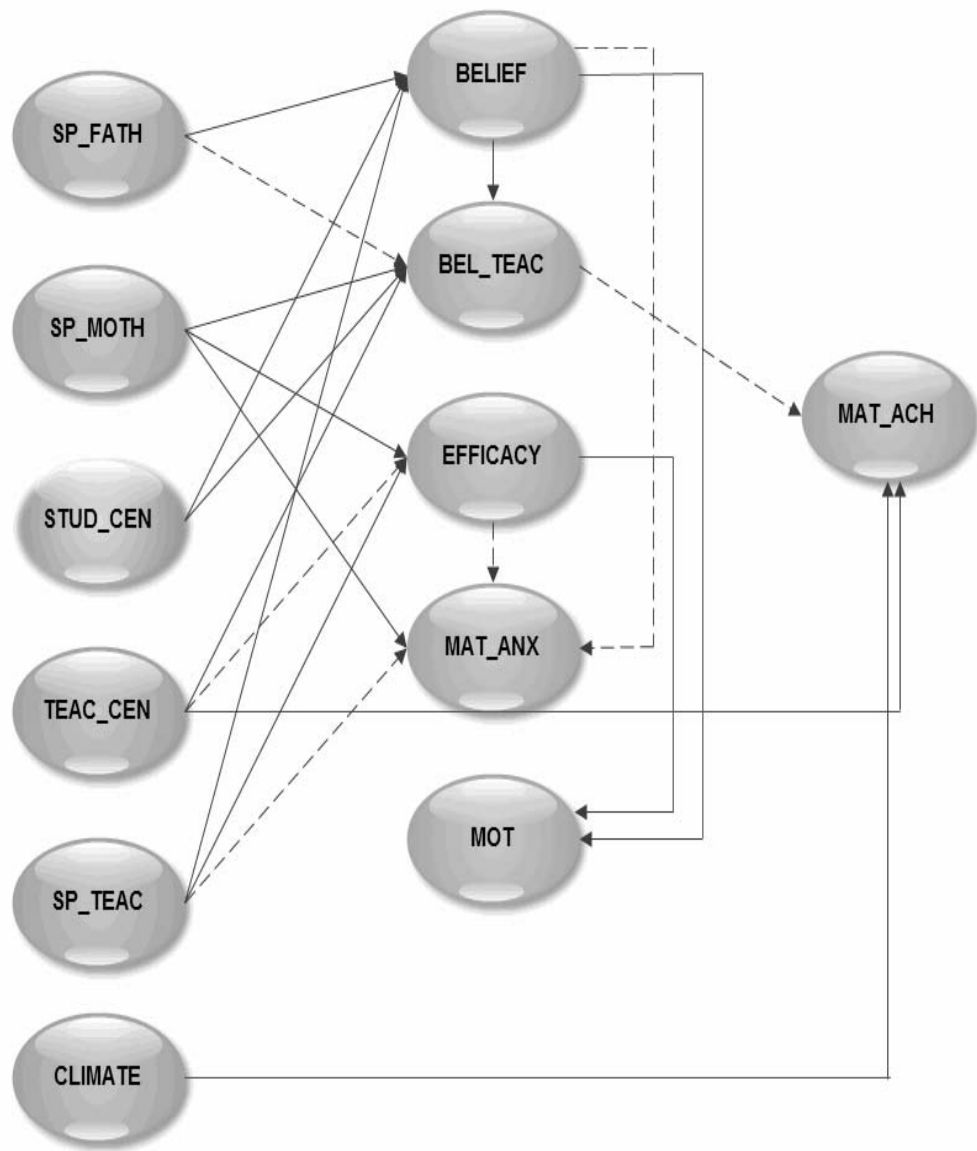 BELIEF
SP_FATH
BEL_TEAC
SP_MOTH
MAT_ACH
EFFICACY
STUD_CEN
MAT_ANX
TEAC_CEN
MOT
SP_TEAC
CLIMATE